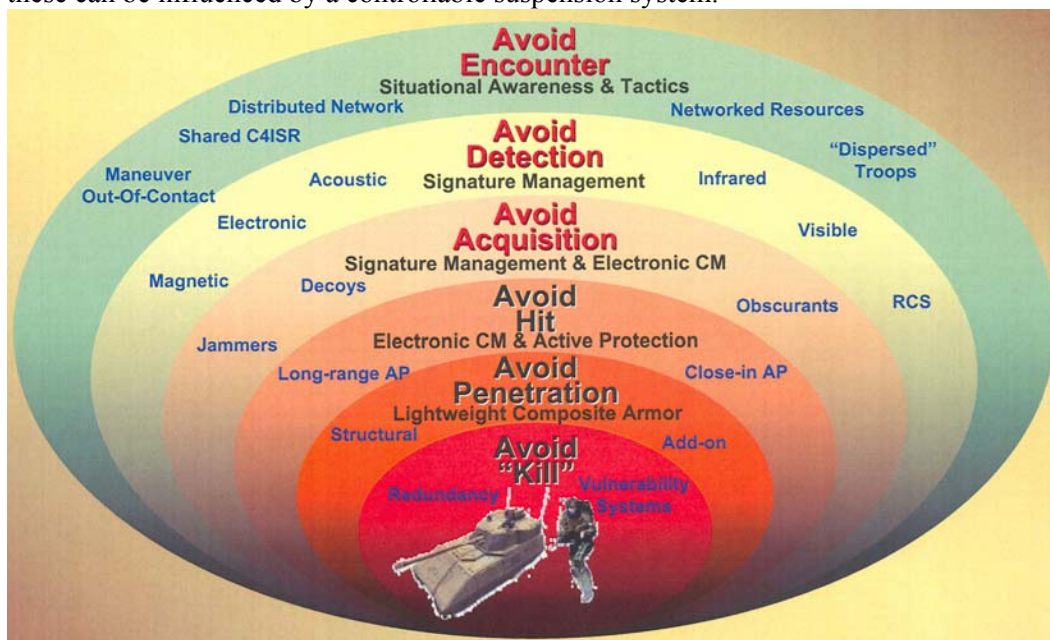 these can be influenced by a controllable suspension system.
Avoid
Encounter
Situational Awareness & Tactics
Distributed Network
Networked Resources
Shared C4ISR
Avoid
Detection
Signature Management
"Dispersed"
Troops
Maneuver
Out-Of-Contact
Acoustic
Infrared
Electronic
Avoid
Acquisition
Signature Management & Electronic CM
Visible
Magnetic
Decoys
Avoid
Hit
Electronic CM & Active Protection
Obscurants
RCS
Jammers
Long-range AP
Avoid
Penetration
Lightweight Composite Armor
Close-in AP
Structural
Add-on
Avoid
"Kill"
Redundancy
Vulnerability
Systems